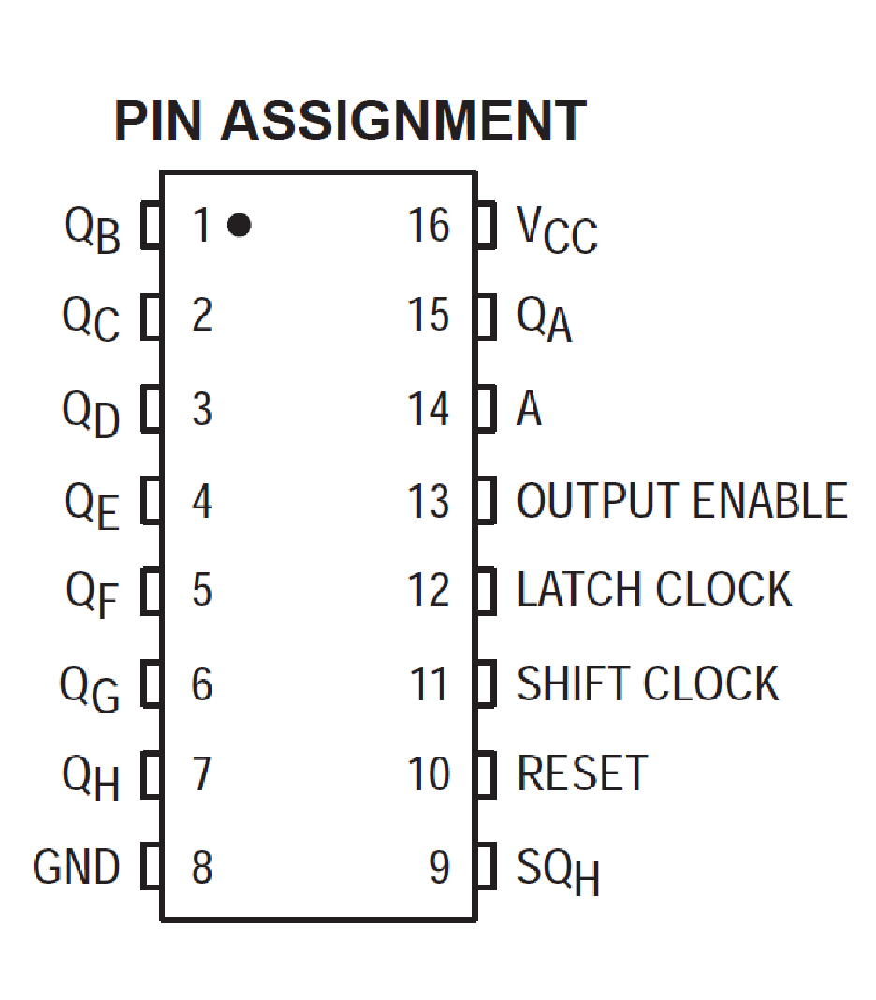 PIN ASSIGNMENT
QB 1 16 VCC
QC 2 15 QA
QD 3 14 A
QE 4 13 OUTPUT ENABLE
QF 5 12 LATCH CLOCK
QG 6 11 SHIFT CLOCK
QH 7 10 RESET
GND 8 9 SQH